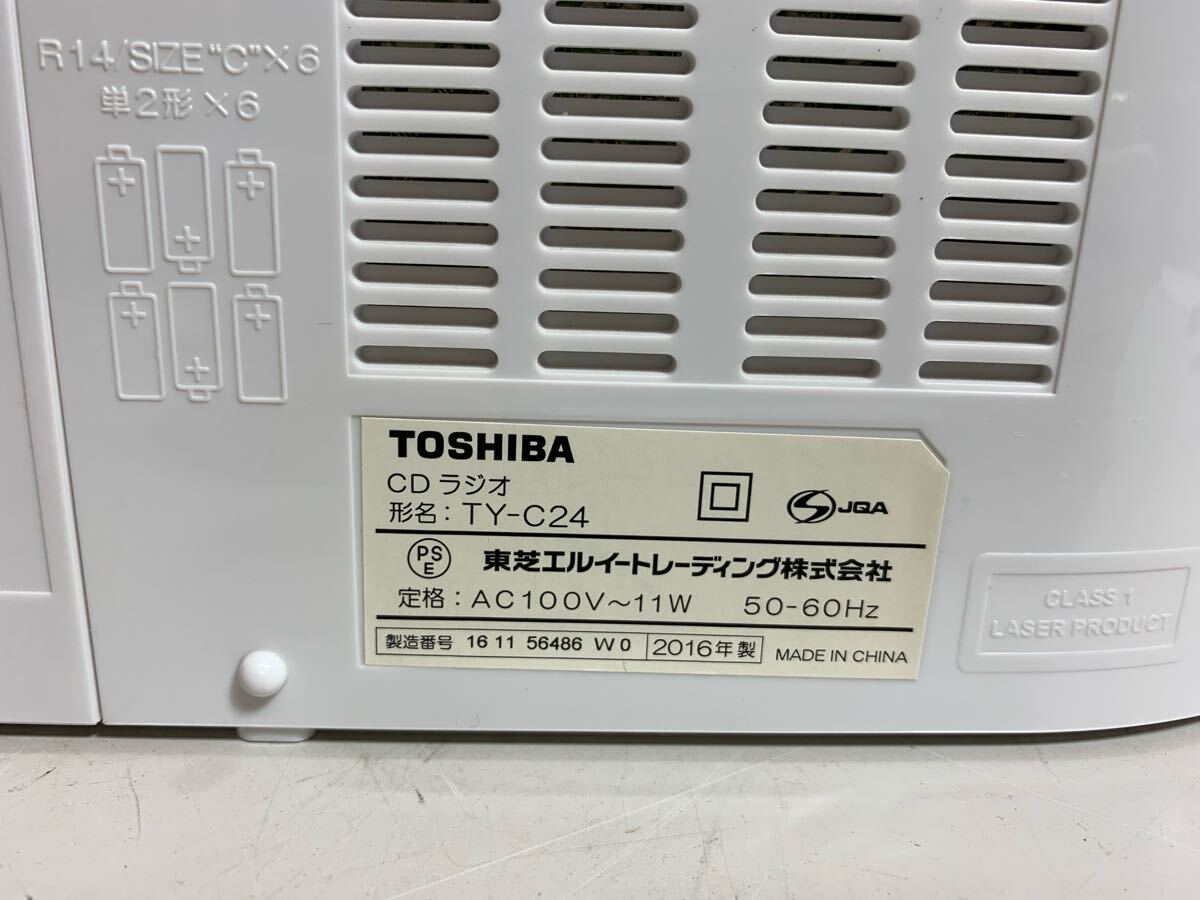 R14/SIZE "C"×6
単2形×6
TOSHIBA
CD ラジオ
形名: TY-C24
JQA
PSE
東芝エルイートレーディング株式会社
定格: AC100V～11W 50-60Hz
製造番号 16 11 56486 W 0 2016年製 MADE IN CHINA
CLASS 1
LASER PRODUCT